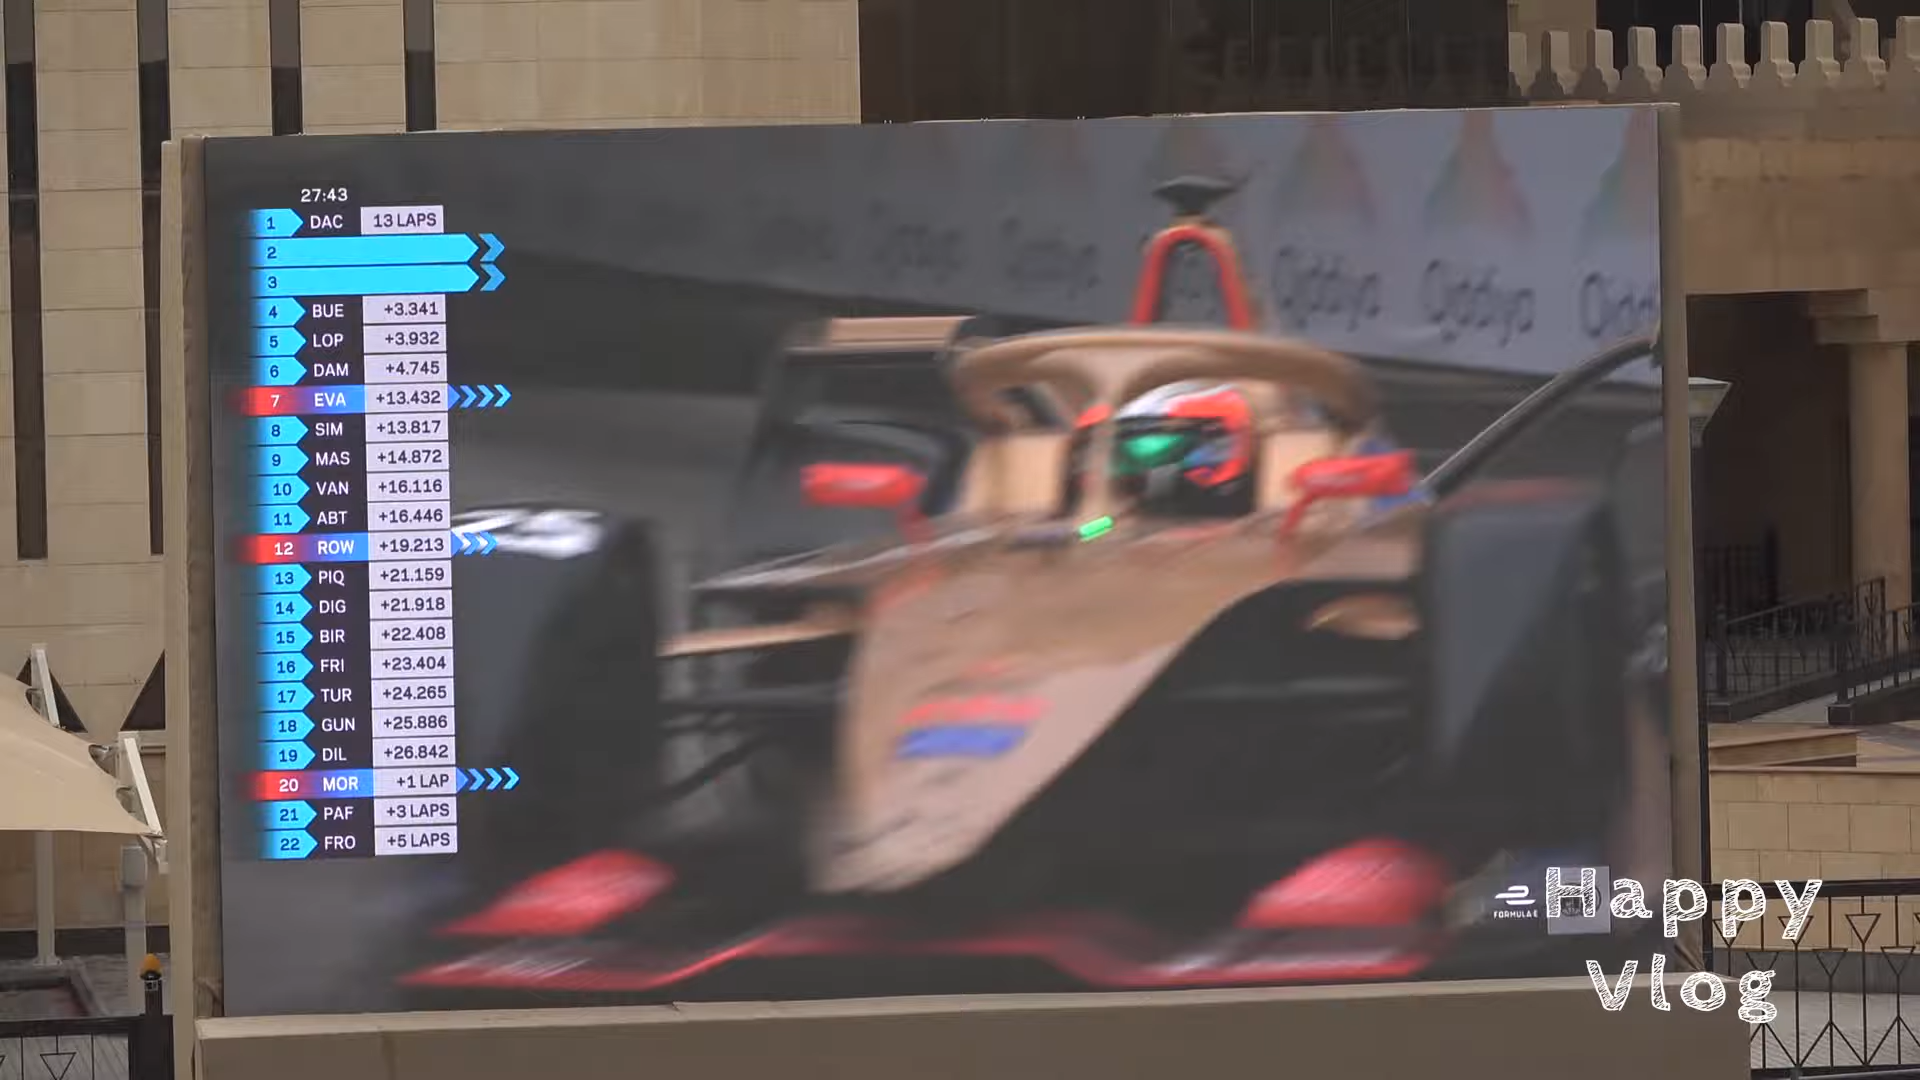 27:43
1 DAC 13 LAPS
2
3
4 BUE +3.341
5 LOP +3.932
6 DAM +4.745
7 EVA +13.432
8 SIM +13.817
9 MAS +14.872
10 VAN +16.116
11 ABT +16.446
12 ROW +19.213
13 PIQ +21.159
14 DIG +21.918
15 BIR +22.408
16 FRI +23.404
17 TUR +24.265
18 GUN +25.886
19 DIL +26.842
20 MOR +1 LAP
21 PAF +3 LAPS
22 FRO +5 LAPS
Qiddiya Qiddiya
FORMULA E
Happy
Vlog